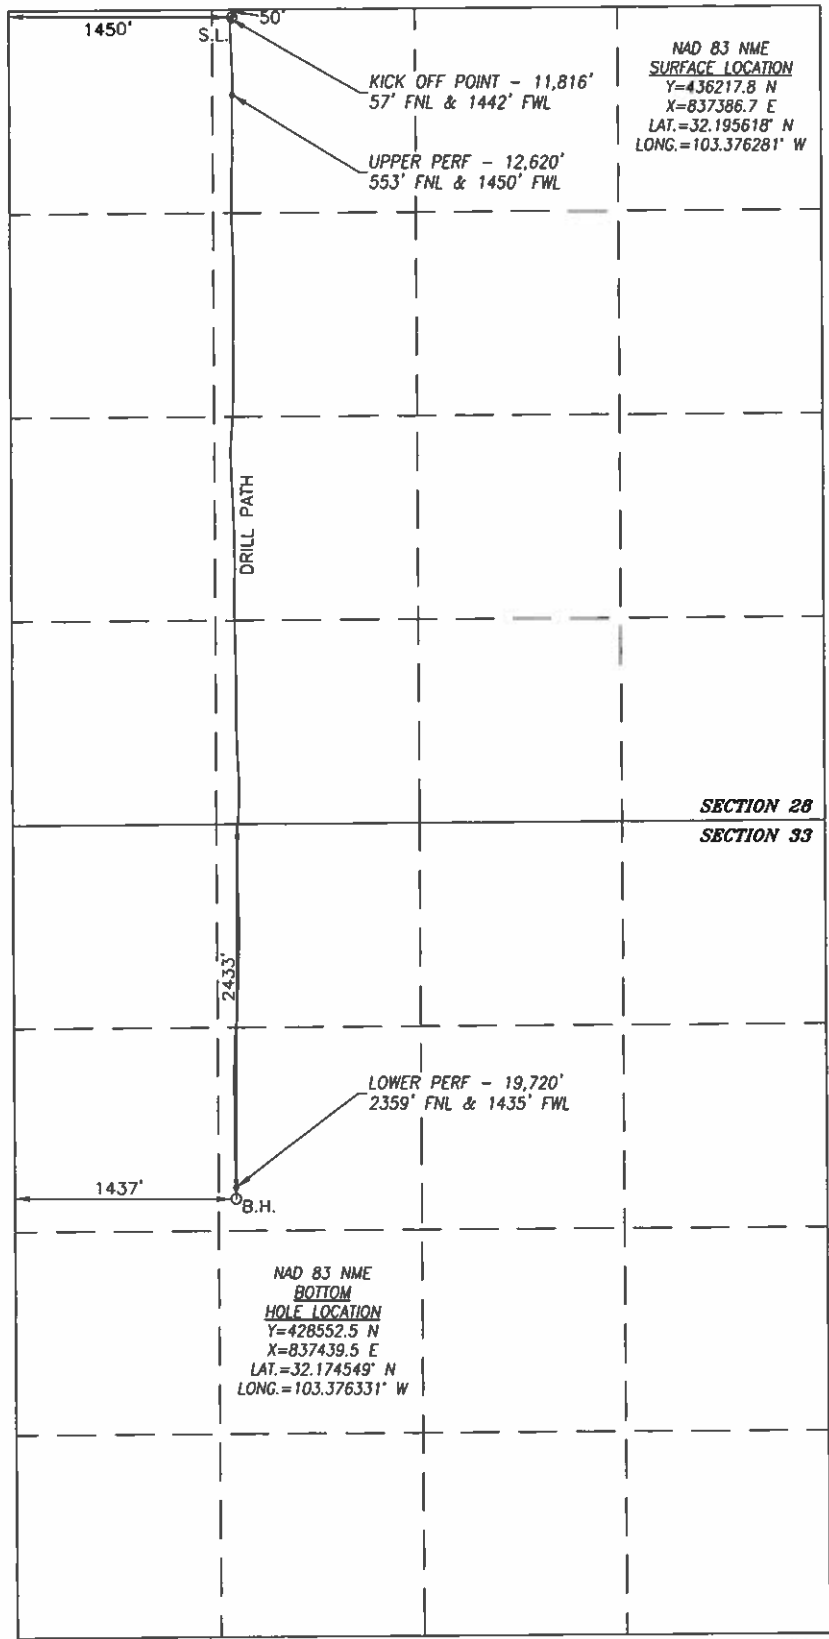 1450'
50'
S.L.
KICK OFF POINT - 11,816'
57' FNL & 1442' FWL
NAD 83 NME
SURFACE LOCATION
Y=436217.8 N
X=837386.7 E
LAT.=32.195618° N
LONG.=103.376281° W
UPPER PERF - 12,620'
553' FNL & 1450' FWL
DRILL PATH
SECTION 28
SECTION 33
2433'
LOWER PERF - 19,720'
2359' FNL & 1435' FWL
1437'
B.H.
NAD 83 NME
BOTTOM
HOLE LOCATION
Y=428552.5 N
X=837439.5 E
LAT.=32.174549° N
LONG.=103.376331° W